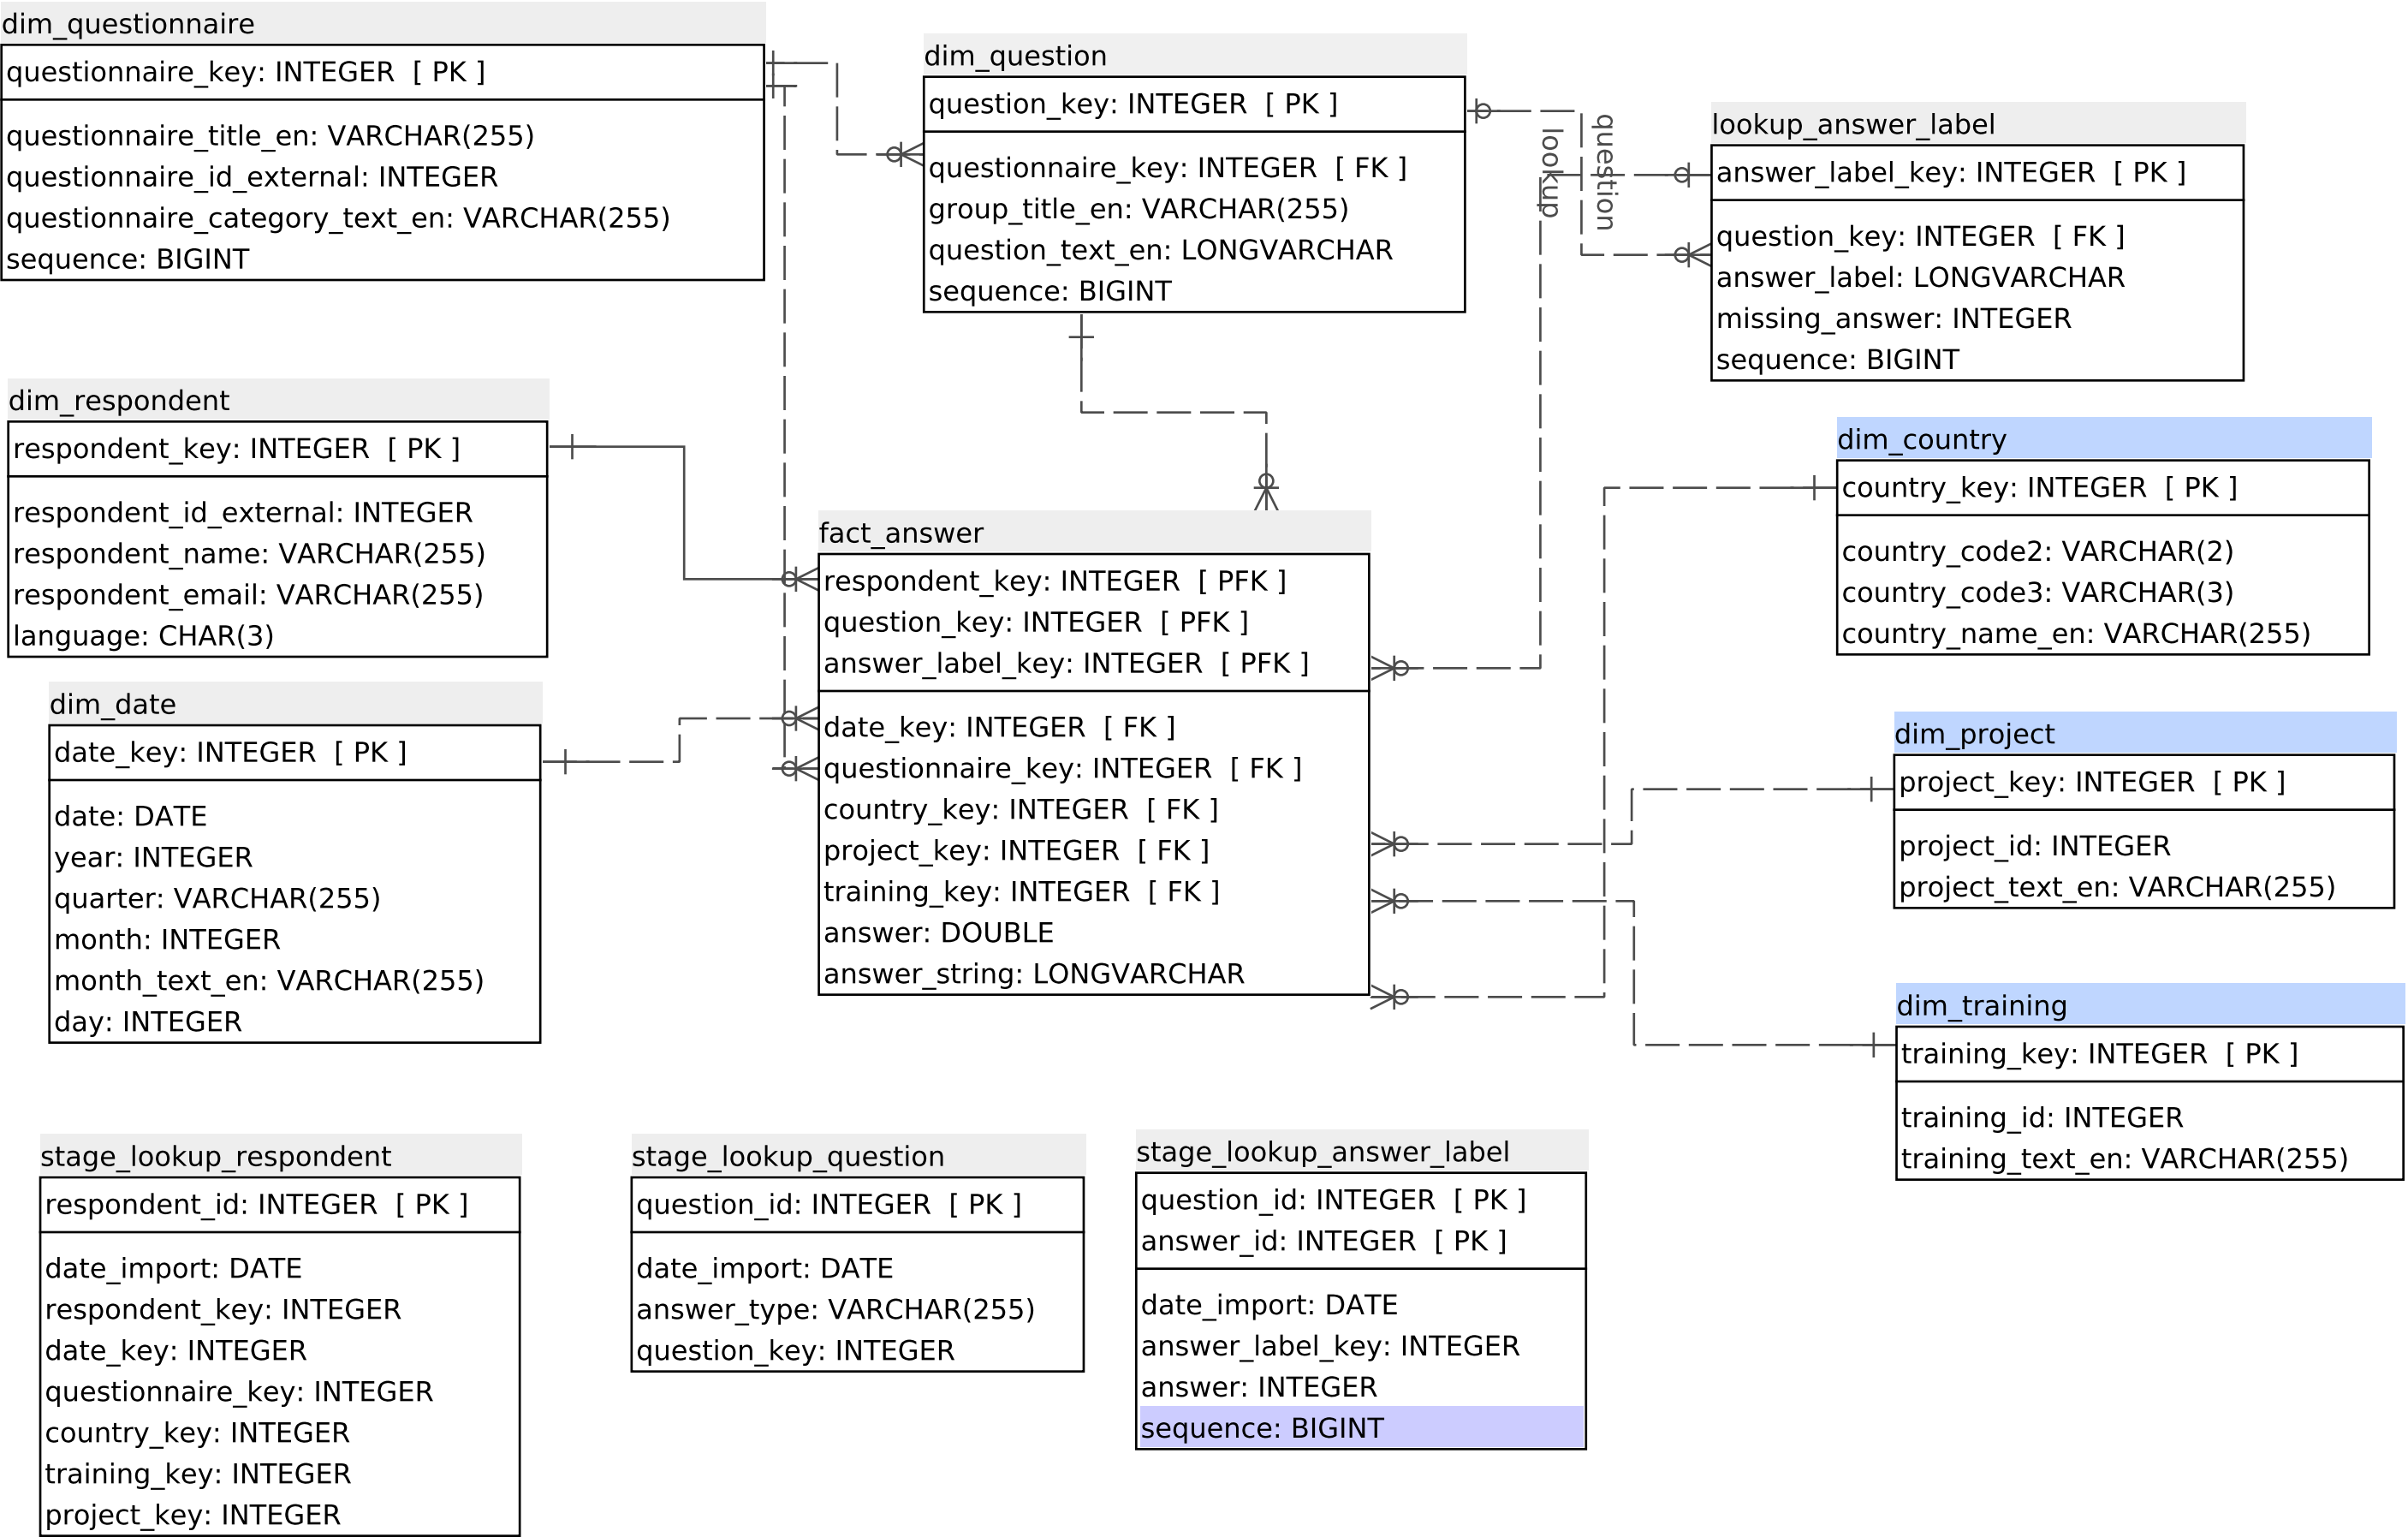 dim_questionnaire
questionnaire_key: INTEGER [ PK ]
questionnaire_title_en: VARCHAR(255)
questionnaire_id_external: INTEGER
questionnaire_category_text_en: VARCHAR(255)
sequence: BIGINT
dim_question
question_key: INTEGER [ PK ]
questionnaire_key: INTEGER [ FK ]
group_title_en: VARCHAR(255)
question_text_en: LONGVARCHAR
sequence: BIGINT
question
lookup
lookup_answer_label
answer_label_key: INTEGER [ PK ]
question_key: INTEGER [ FK ]
answer_label: LONGVARCHAR
missing_answer: INTEGER
sequence: BIGINT
dim_respondent
respondent_key: INTEGER [ PK ]
respondent_id_external: INTEGER
respondent_name: VARCHAR(255)
respondent_email: VARCHAR(255)
language: CHAR(3)
fact_answer
respondent_key: INTEGER [ PFK ]
question_key: INTEGER [ PFK ]
answer_label_key: INTEGER [ PFK ]
date_key: INTEGER [ FK ]
questionnaire_key: INTEGER [ FK ]
country_key: INTEGER [ FK ]
project_key: INTEGER [ FK ]
training_key: INTEGER [ FK ]
answer: DOUBLE
answer_string: LONGVARCHAR
dim_country
country_key: INTEGER [ PK ]
country_code2: VARCHAR(2)
country_code3: VARCHAR(3)
country_name_en: VARCHAR(255)
dim_date
date_key: INTEGER [ PK ]
date: DATE
year: INTEGER
quarter: VARCHAR(255)
month: INTEGER
month_text_en: VARCHAR(255)
day: INTEGER
dim_project
project_key: INTEGER [ PK ]
project_id: INTEGER
project_text_en: VARCHAR(255)
dim_training
training_key: INTEGER [ PK ]
training_id: INTEGER
training_text_en: VARCHAR(255)
stage_lookup_respondent
respondent_id: INTEGER [ PK ]
date_import: DATE
respondent_key: INTEGER
date_key: INTEGER
questionnaire_key: INTEGER
country_key: INTEGER
training_key: INTEGER
project_key: INTEGER
stage_lookup_question
question_id: INTEGER [ PK ]
date_import: DATE
answer_type: VARCHAR(255)
question_key: INTEGER
stage_lookup_answer_label
question_id: INTEGER [ PK ]
answer_id: INTEGER [ PK ]
date_import: DATE
answer_label_key: INTEGER
answer: INTEGER
sequence: BIGINT